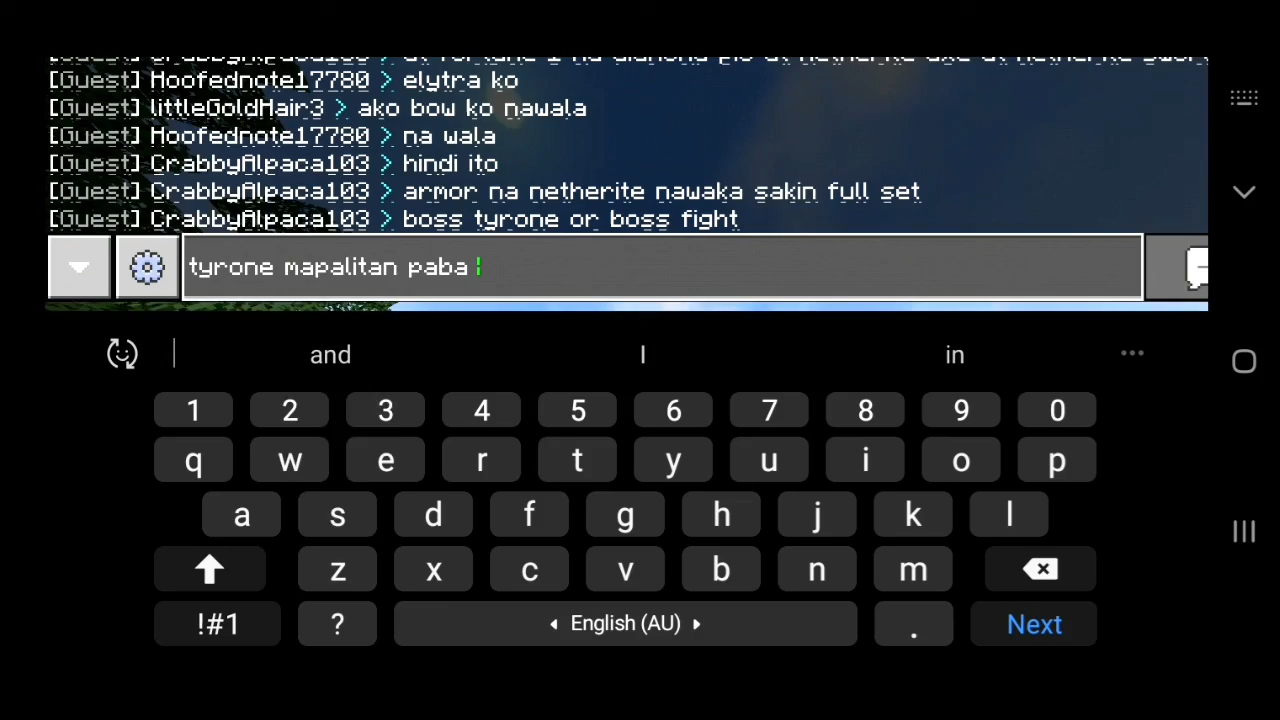 [Guest] Hoofednote17780 > elytra ko
[Guest] littleGoldHair3 > ako bow ko nawala
[Guest] Hoofednote17780 > na wala
[Guest] CrabbyAlpaca103 > hindi ito
[Guest] CrabbyAlpaca103 > armor na netherite nawaka sakin full set
[Guest] CrabbyAlpaca103 > boss tyrone or boss fight
tyrone mapalitan paba
and I in
1 2 3 4 5 6 7 8 9 0
q w e r t y u i o p
a s d f g h j k l
z x c v b n m
!#1 ? English (AU) . Next